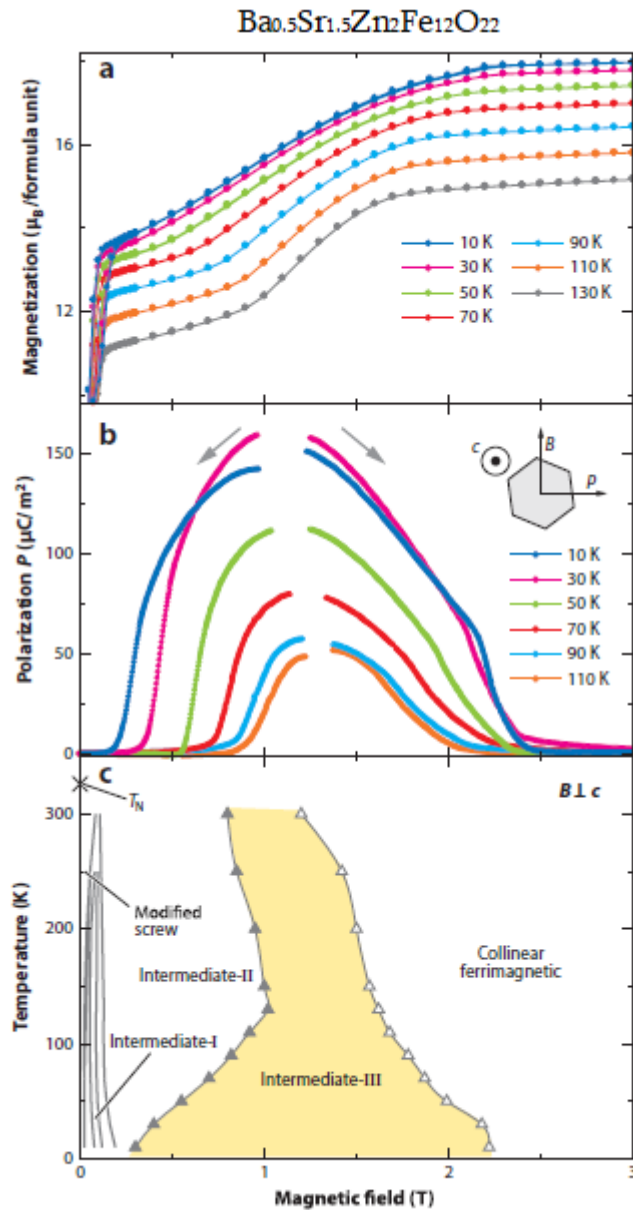 Ba0.5Sr1.5Zn2Fe12O22
a
Magnetization (μB/formula unit)
16
12
10 K
90 K
30 K
110 K
50 K
130 K
70 K
b
Polarization P (μC/m²)
150
100
50
0
c
B
P
10 K
30 K
50 K
70 K
90 K
110 K
c
B ⊥ c
TN
Temperature (K)
300
200
100
0
Modified
screw
Intermediate-II
Collinear
ferrimagnetic
Intermediate-I
Intermediate-III
0
1
2
3
Magnetic field (T)